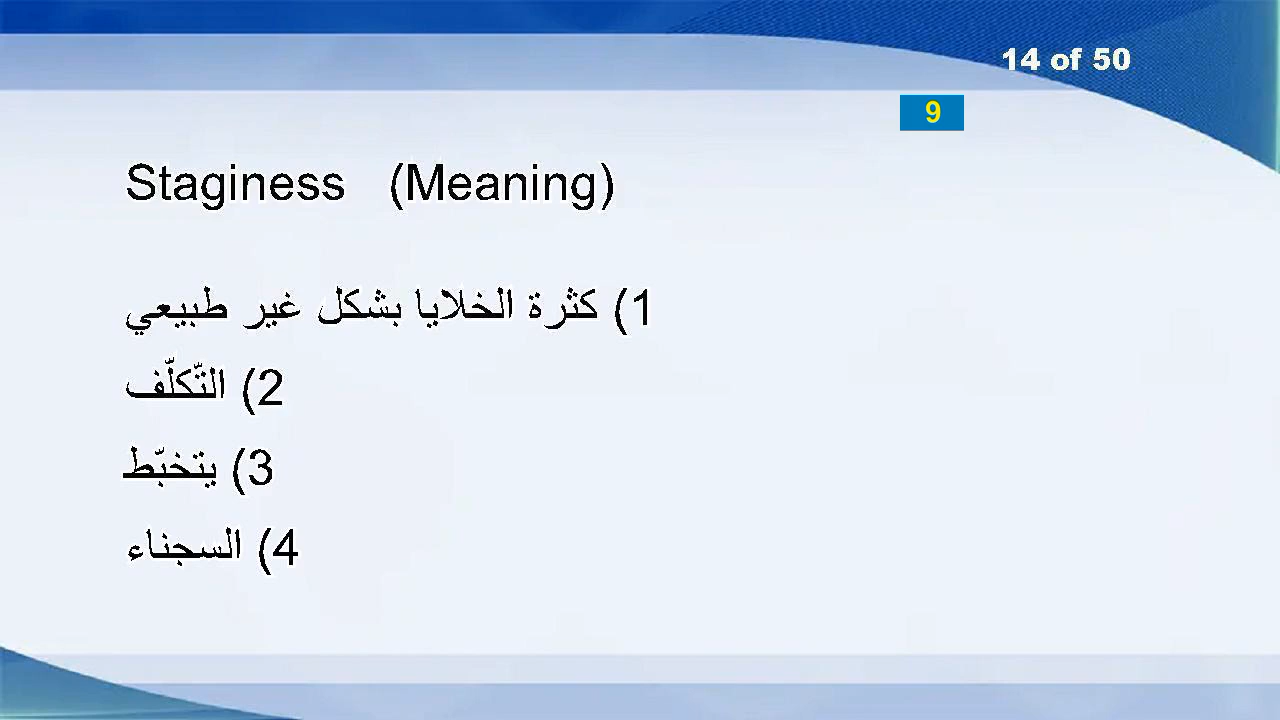 14 of 50
9
Staginess (Meaning)
1) كثرة الخلايا بشكل غير طبيعي
2) التّكلّف
3) يتخبّط
4) السجناء